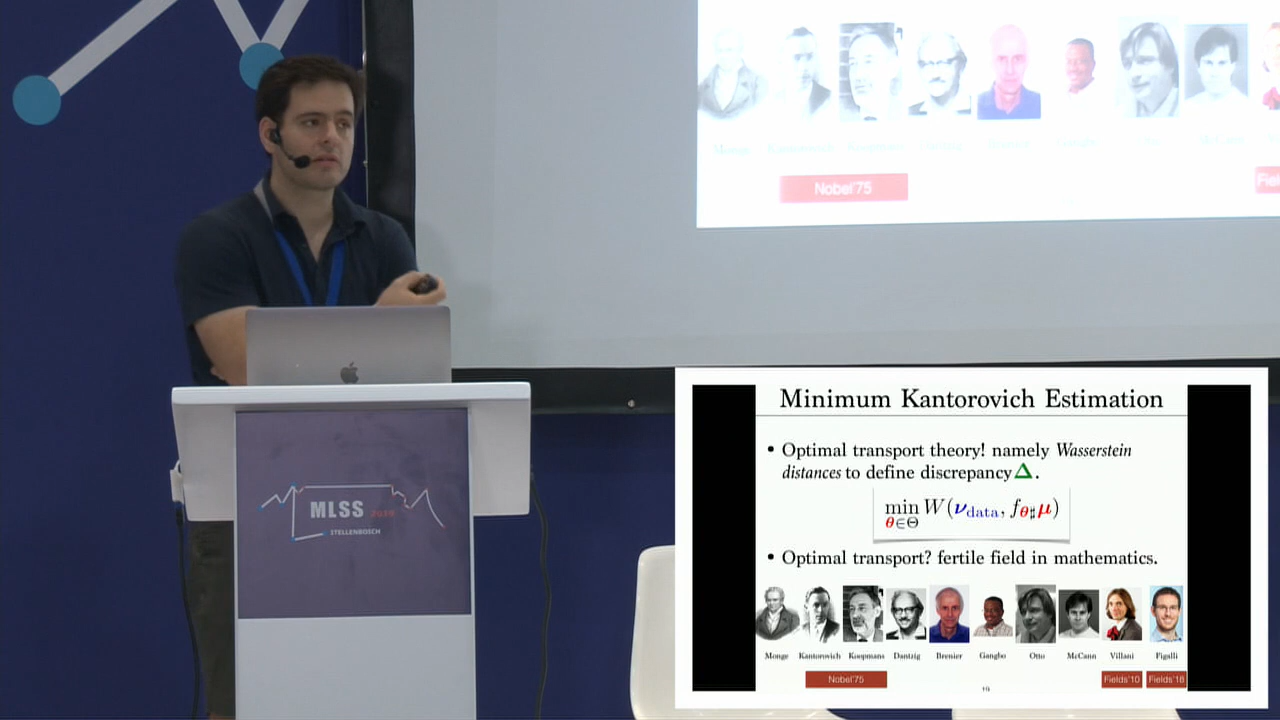 Nobel'75
Minimum Kantorovich Estimation
• Optimal transport theory! namely Wasserstein
distances to define discrepancy Δ.
min W(ν_data, f_θ♯μ)
θ∈Θ
• Optimal transport? fertile field in mathematics.
Monge Kantorovich Koopmans Dantzig Brenier Gangbo Otto McCann Villani Figalli
Nobel'75 Fields'10 Fields'18
MLSS
STELLENBOSCH